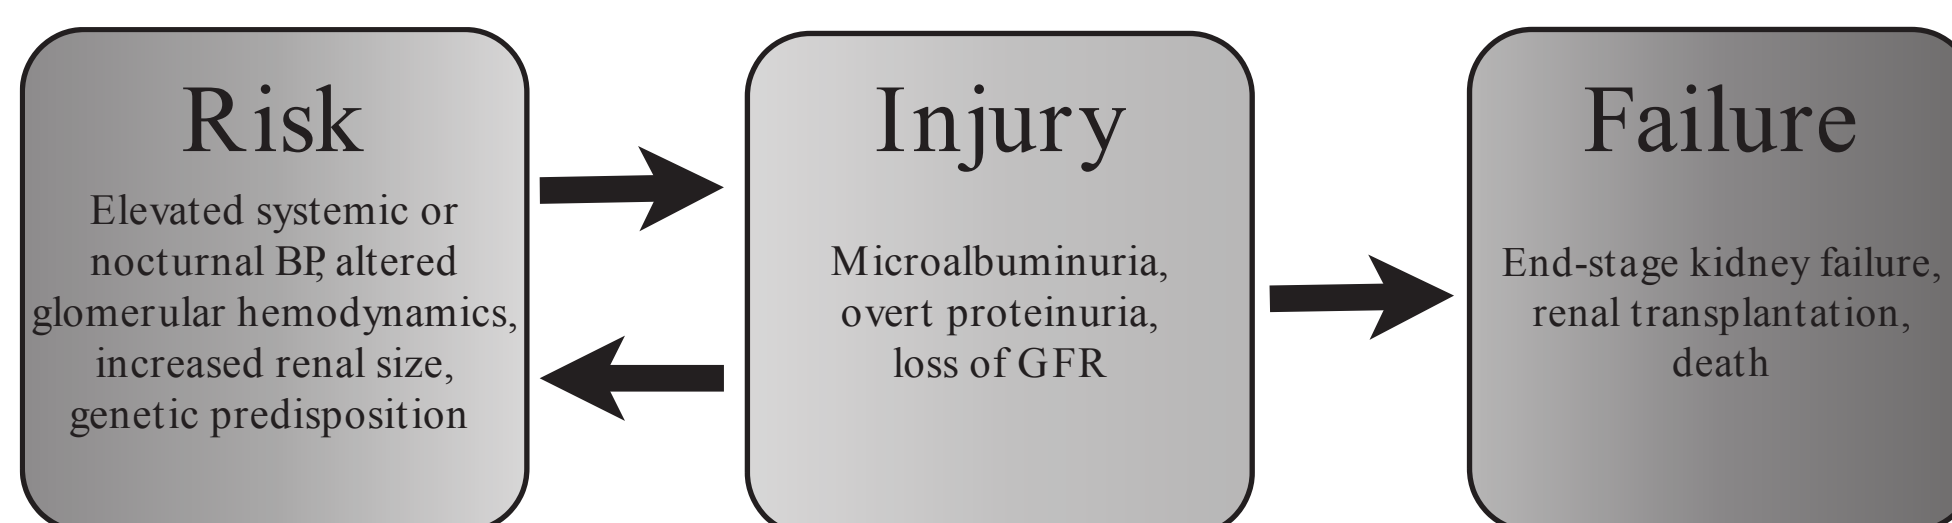 Risk
Elevated systemic or
nocturnal BP, altered
glomerular hemodynamics,
increased renal size,
genetic predisposition
Injury
Microalbuminuria,
overt proteinuria,
loss of GFR
Failure
End-stage kidney failure,
renal transplantation,
death